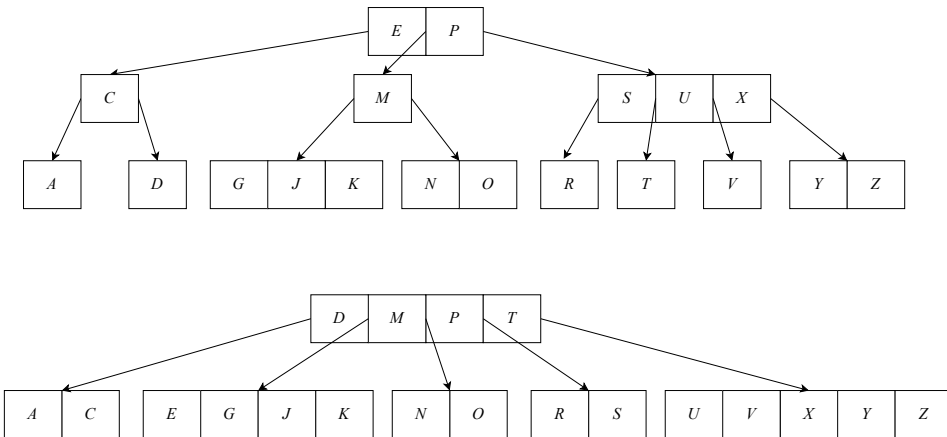 E P
C M S U X
A D G J K N O R T V Y Z
D M P T
A C E G J K N O R S U V X Y Z